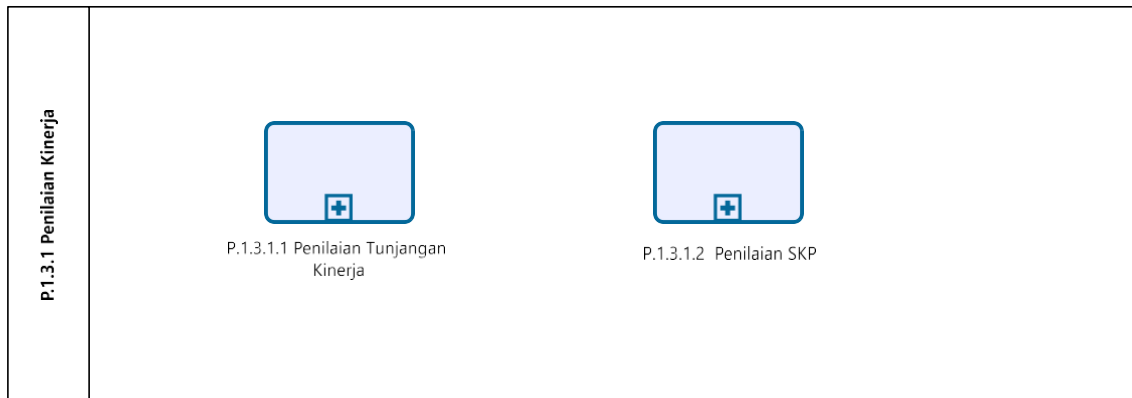 P.1.3.1 Penilaian Kinerja
P.1.3.1.1 Penilaian Tunjangan
Kinerja
P.1.3.1.2  Penilaian SKP